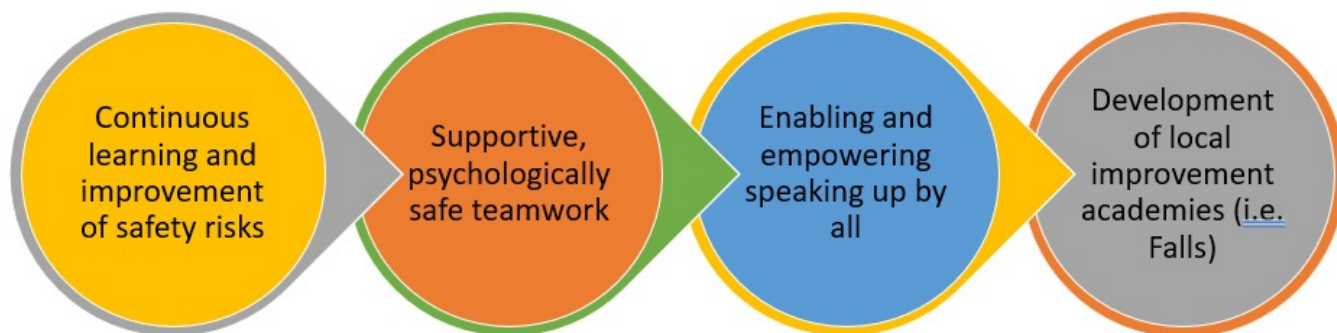 Continuous
learning and
improvement
of safety risks
Supportive,
psychologically
safe teamwork
Enabling and
empowering
speaking up by
all
Development
of local
improvement
academies (i.e.
Falls)